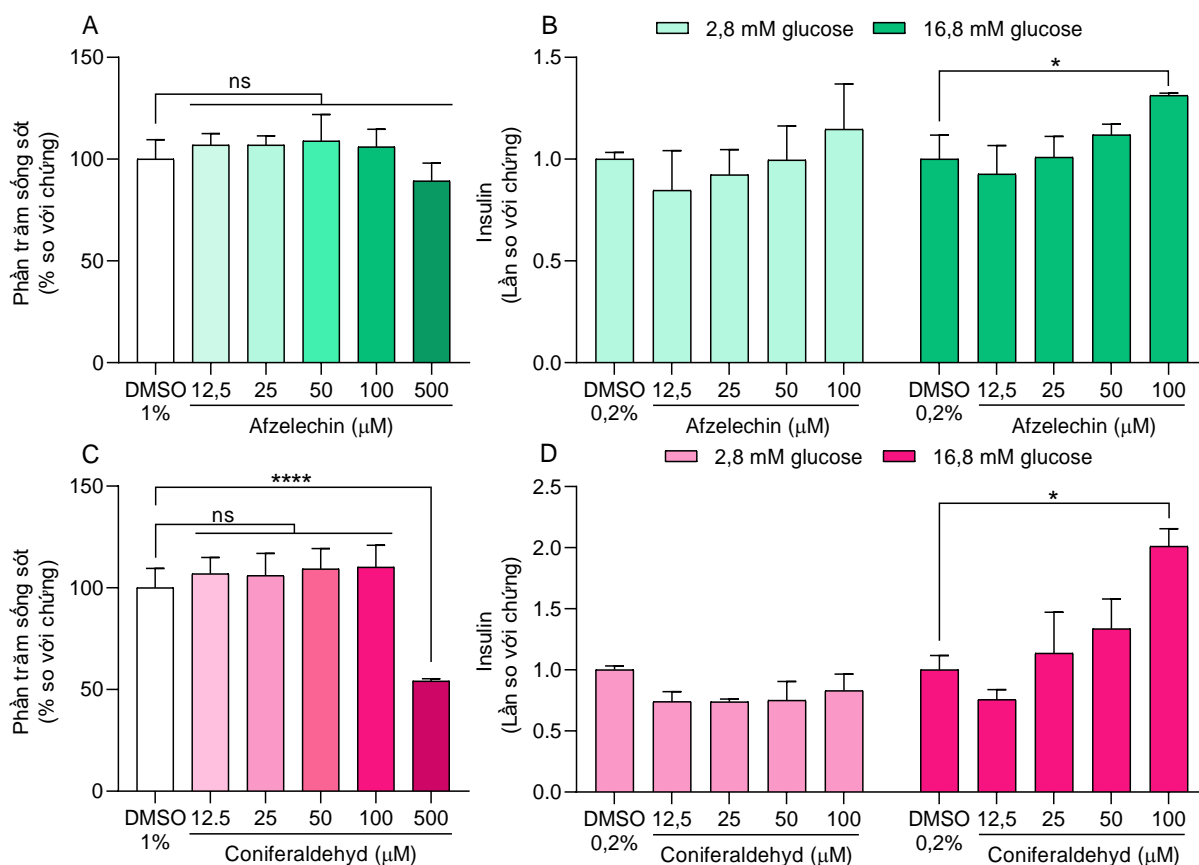 A
Phần trăm sống sót
(% so với chứng)
150
100
50
0
ns
DMSO
1%
12,5 25 50 100 500
Afzelechin (μM)
B
2,8 mM glucose 16,8 mM glucose
Insulin
(Lần so với chứng)
1.5
1.0
0.5
0.0
*
DMSO
0,2%
12,5 25 50 100
Afzelechin (μM)
DMSO
0,2%
12,5 25 50 100
Afzelechin (μM)
C
Phần trăm sống sót
(% so với chứng)
150
100
50
0
****
ns
DMSO
1%
12.5 25 50 100 500
Coniferaldehyd (μM)
D
2,8 mM glucose 16,8 mM glucose
Insulin
(Lần so với chứng)
2.5
2.0
1.5
1.0
0.5
0.0
*
DMSO
0,2%
12,5 25 50 100
Coniferaldehyd (μM)
DMSO
0,2%
12,5 25 50 100
Coniferaldehyd (μM)